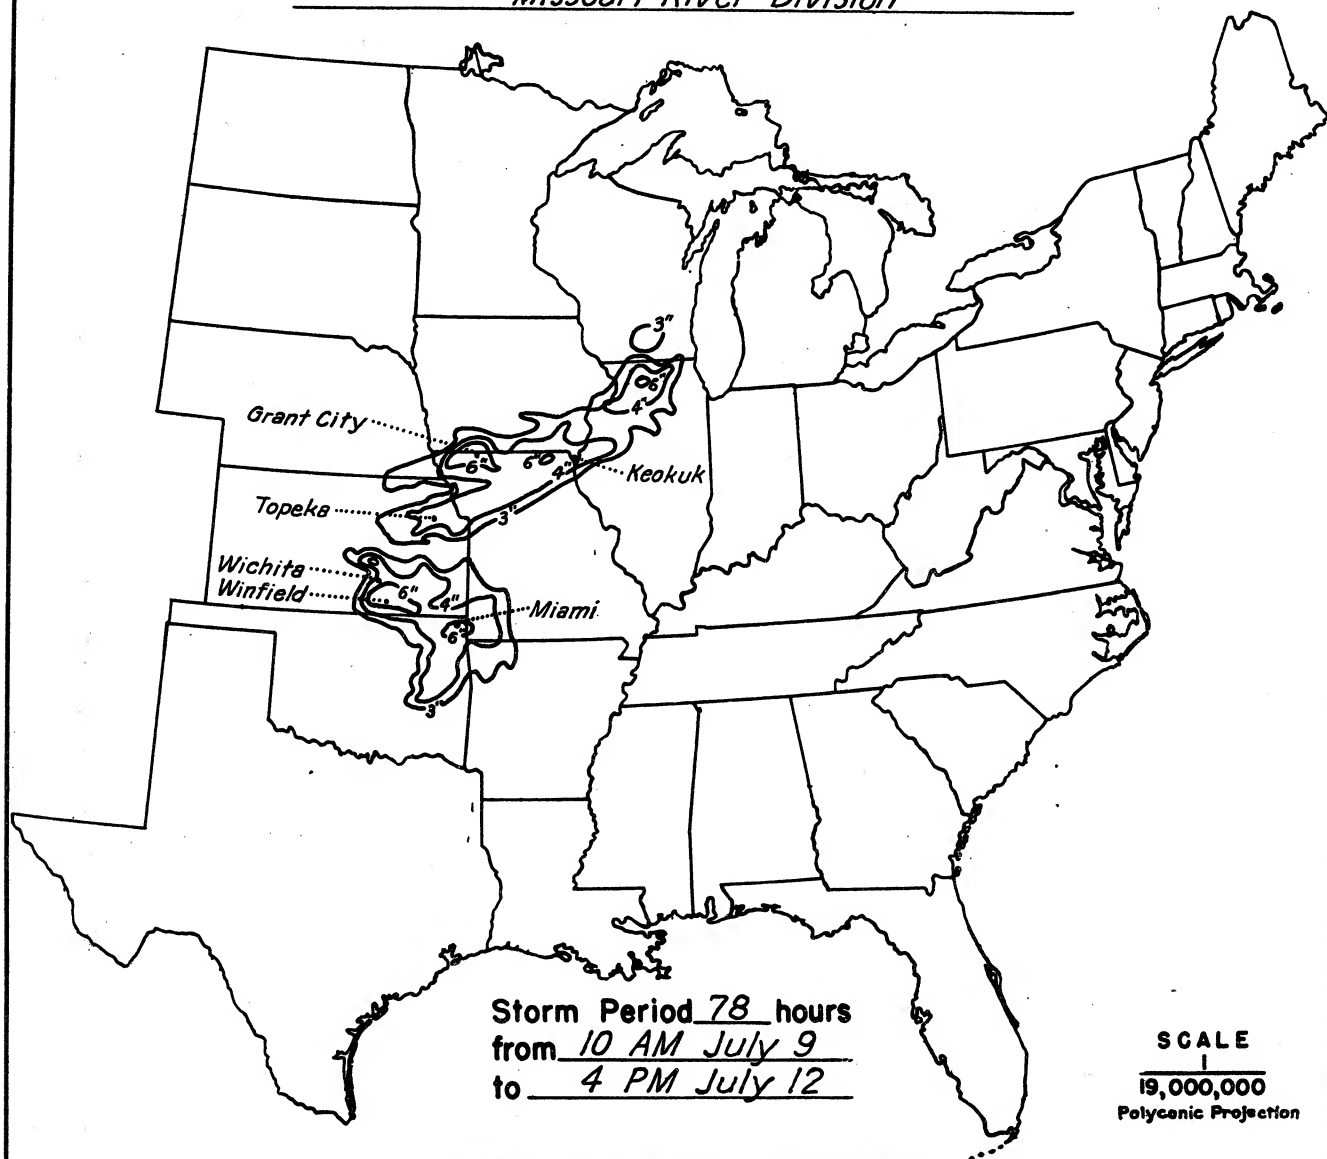 Missouri River Division
3"
6"
4"
Grant City
6"
6"
4"
Keokuk
Topeka
3"
Wichita
Winfield
6"
4"
Miami
6"
3"
Storm Period 78 hours
from 10 AM July 9
to 4 PM July 12
SCALE
1
19,000,000
Polyconic Projection